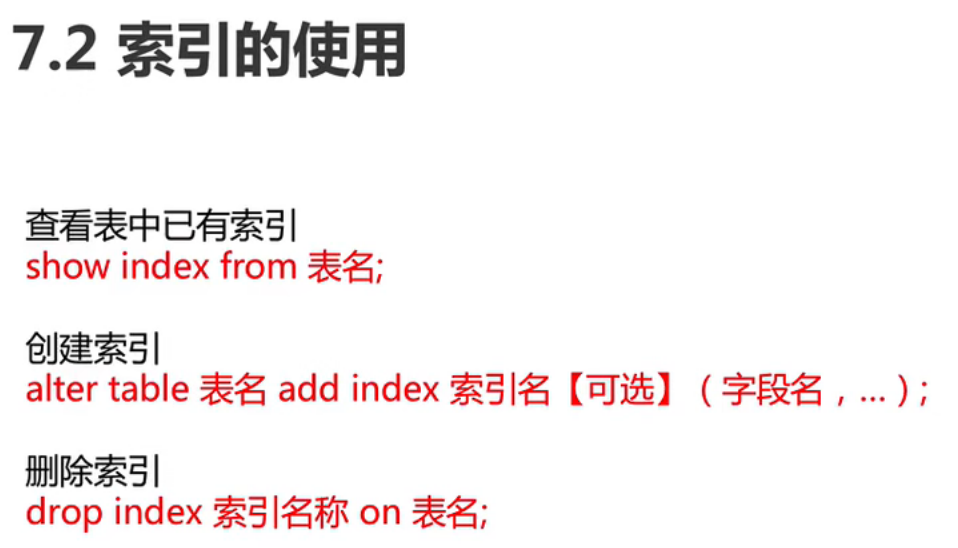 7.2 索引的使用
查看表中已有索引
show index from 表名;
创建索引
alter table 表名 add index 索引名【可选】（字段名，...）;
删除索引
drop index 索引名称 on 表名;